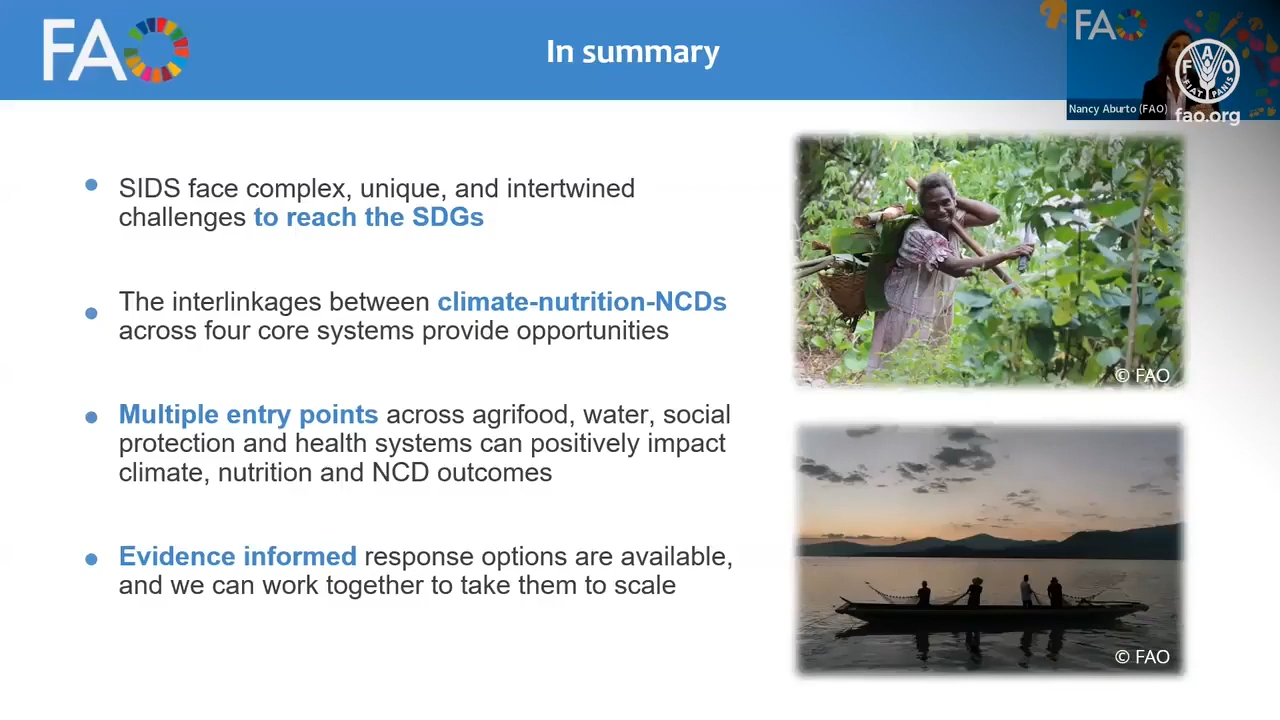 FAO
In summary
FAO
FAO
FIAT PANIS
Nancy Aburto (FAO)
fao.org
SIDS face complex, unique, and intertwined
challenges to reach the SDGs
The interlinkages between climate-nutrition-NCDs
across four core systems provide opportunities
Multiple entry points across agrifood, water, social
protection and health systems can positively impact
climate, nutrition and NCD outcomes
Evidence informed response options are available,
and we can work together to take them to scale
© FAO
© FAO